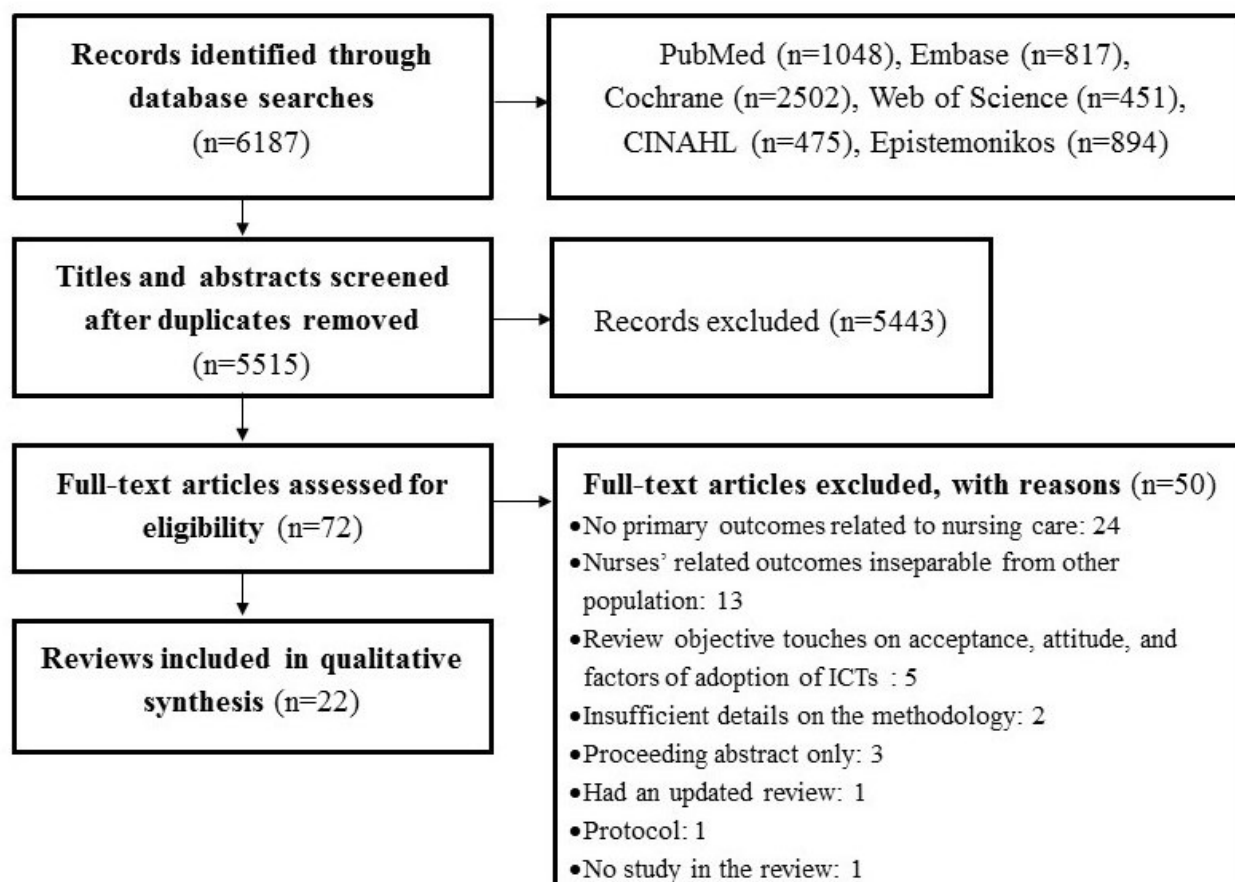 Records identified through
database searches
(n=6187)
PubMed (n=1048), Embase (n=817),
Cochrane (n=2502), Web of Science (n=451),
CINAHL (n=475), Epistemonikos (n=894)
Titles and abstracts screened
after duplicates removed
(n=5515)
Records excluded (n=5443)
Full-text articles assessed for
eligibility (n=72)
Full-text articles excluded, with reasons (n=50)
•No primary outcomes related to nursing care: 24
•Nurses’ related outcomes inseparable from other
population: 13
•Review objective touches on acceptance, attitude, and
factors of adoption of ICTs : 5
•Insufficient details on the methodology: 2
•Proceeding abstract only: 3
•Had an updated review: 1
•Protocol: 1
•No study in the review: 1
Reviews included in qualitative
synthesis (n=22)